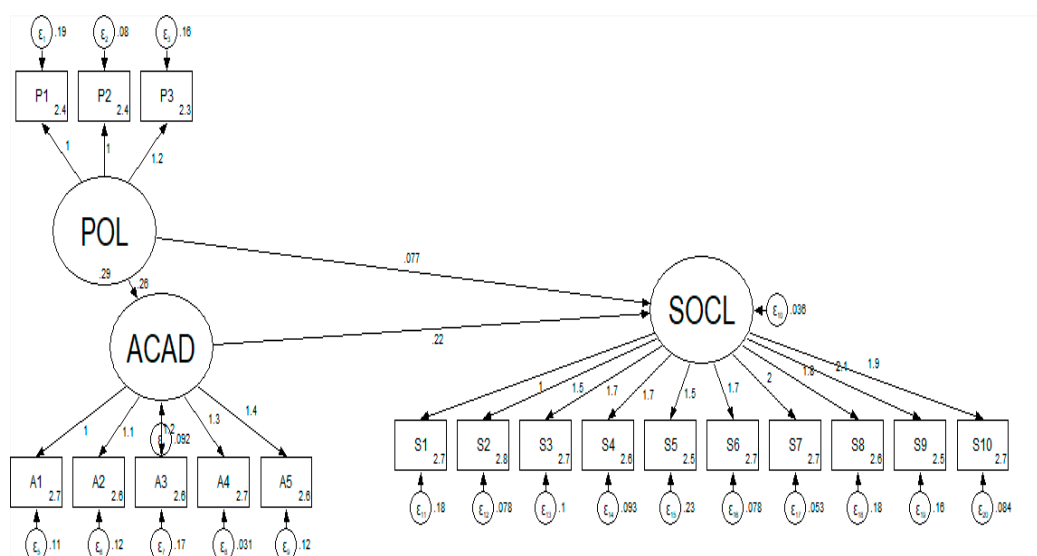 ε₁ .19 ε₂ .08 ε₃ .16
P1 2.4 P2 2.4 P3 2.3
1 1 1.2
POL
.29
.26
.077
ACAD
.22
SOCL
ε₁₀ .036
1 1.1 1.2 1.3 1.4
.092
1 1.5 1.7 1.7 1.5 1.7 2 1.8 2.1 1.9
A1 2.7 A2 2.6 A3 2.6 A4 2.7 A5 2.6
S1 2.7 S2 2.8 S3 2.7 S4 2.6 S5 2.5 S6 2.7 S7 2.7 S8 2.6 S9 2.5 S10 2.7
ε₁₁ .18 ε₁₂ .078 ε₁₃ .1 ε₁₄ .093 ε₁₅ .23 ε₁₆ .078 ε₁₇ .053 ε₁₈ .18 ε₁₉ .16 ε₂₀ .084
ε₅ .11 ε₆ .12 ε₇ .17 ε₈ .031 ε₉ .12